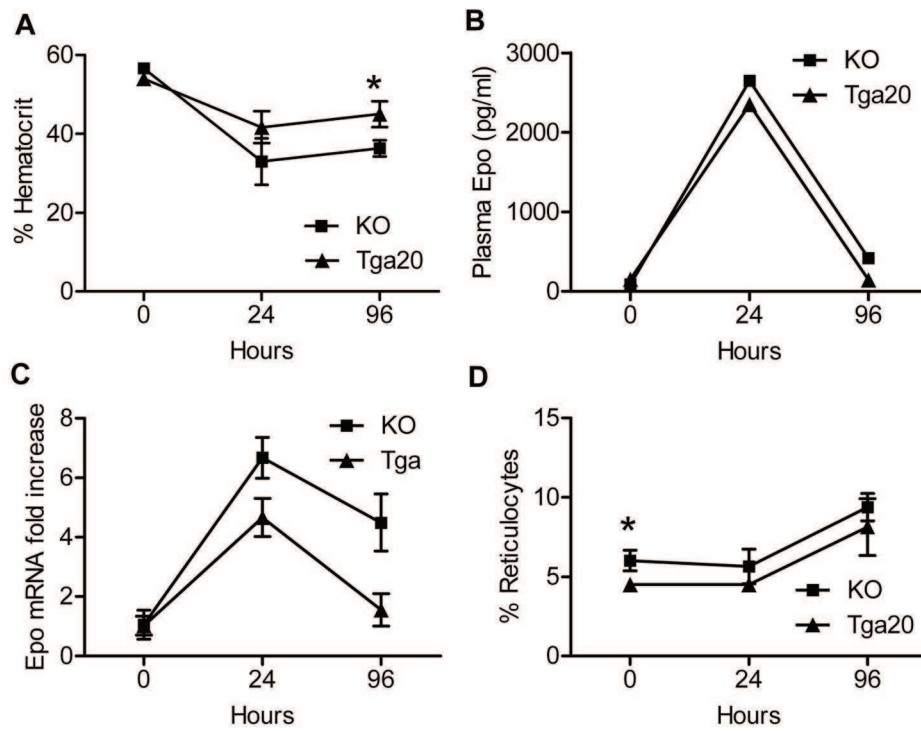 A
60
40
20
0
% Hematocrit
*
KO
Tga20
0 24 96
Hours
B
3000
2000
1000
0
Plasma Epo (pg/ml)
KO
Tga20
0 24 96
Hours
C
8
6
4
2
0
Epo mRNA fold increase
KO
Tga
0 24 96
Hours
D
15
10
5
0
% Reticulocytes
*
KO
Tga20
0 24 96
Hours